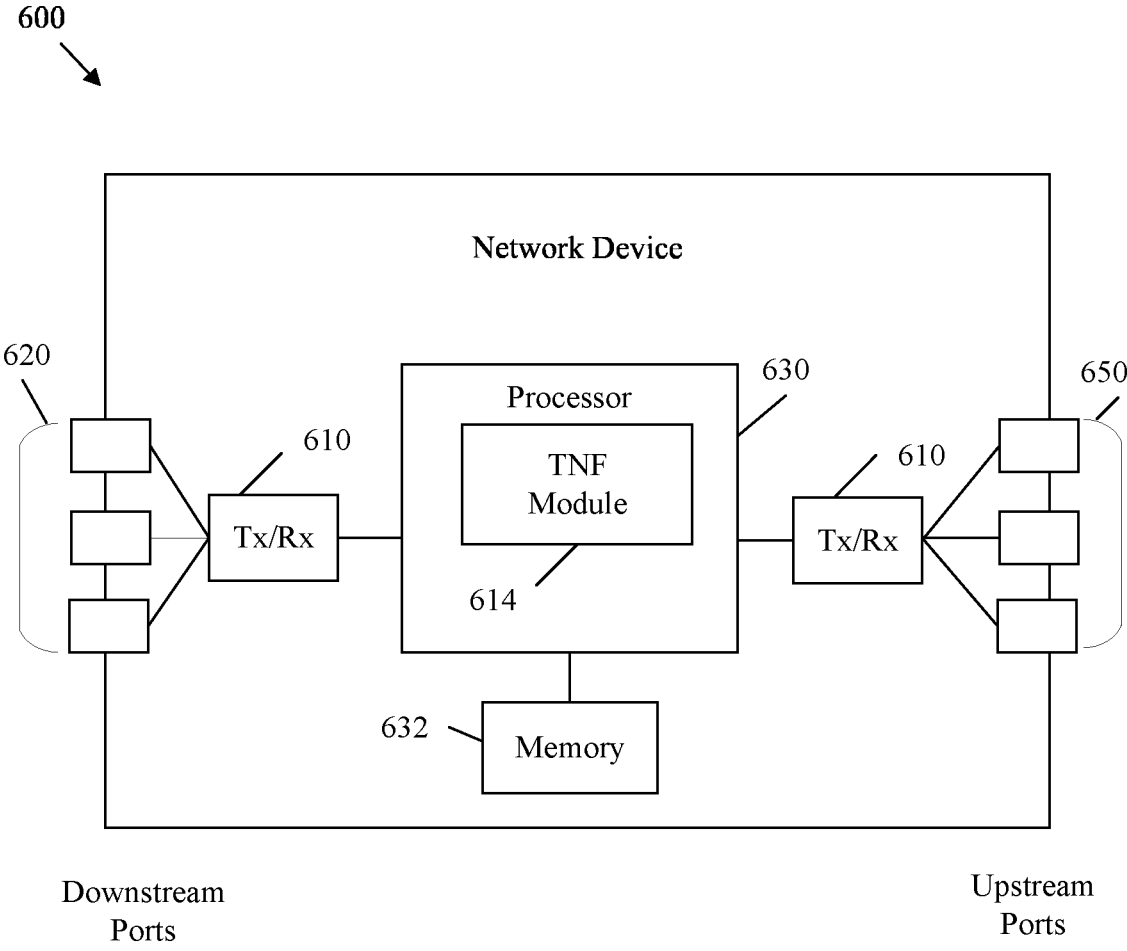 600
Network Device
620
630
650
Processor
610
TNF
Module
610
Tx/Rx
Tx/Rx
614
632
Memory
Downstream
Ports
Upstream
Ports